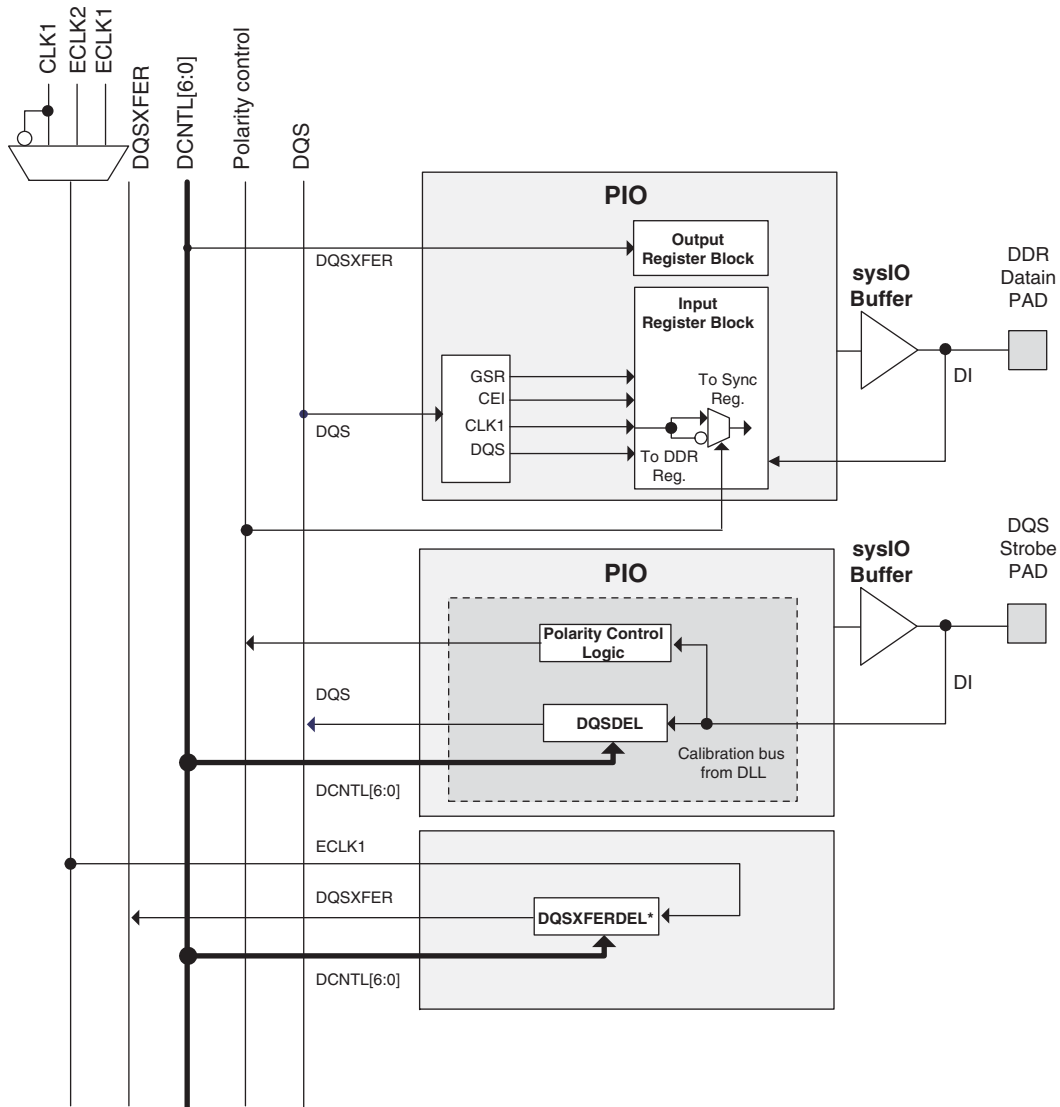 CLK1
ECLK2
ECLK1
DQSXFER
DCNTL[6:0]
Polarity control
DQS
PIO
DQSXFER
Output
Register Block
sysIO
Buffer
DDR
Datain
PAD
Input
Register Block
GSR
CEI
CLK1
DQS
To Sync
Reg.
To DDR
Reg.
DQS
DI
PIO
sysIO
Buffer
DQS
Strobe
PAD
Polarity Control
Logic
DI
DQS
DQSDEL
Calibration bus
from DLL
DCNTL[6:0]
ECLK1
DQSXFER
DQSXFERDEL*
DCNTL[6:0]